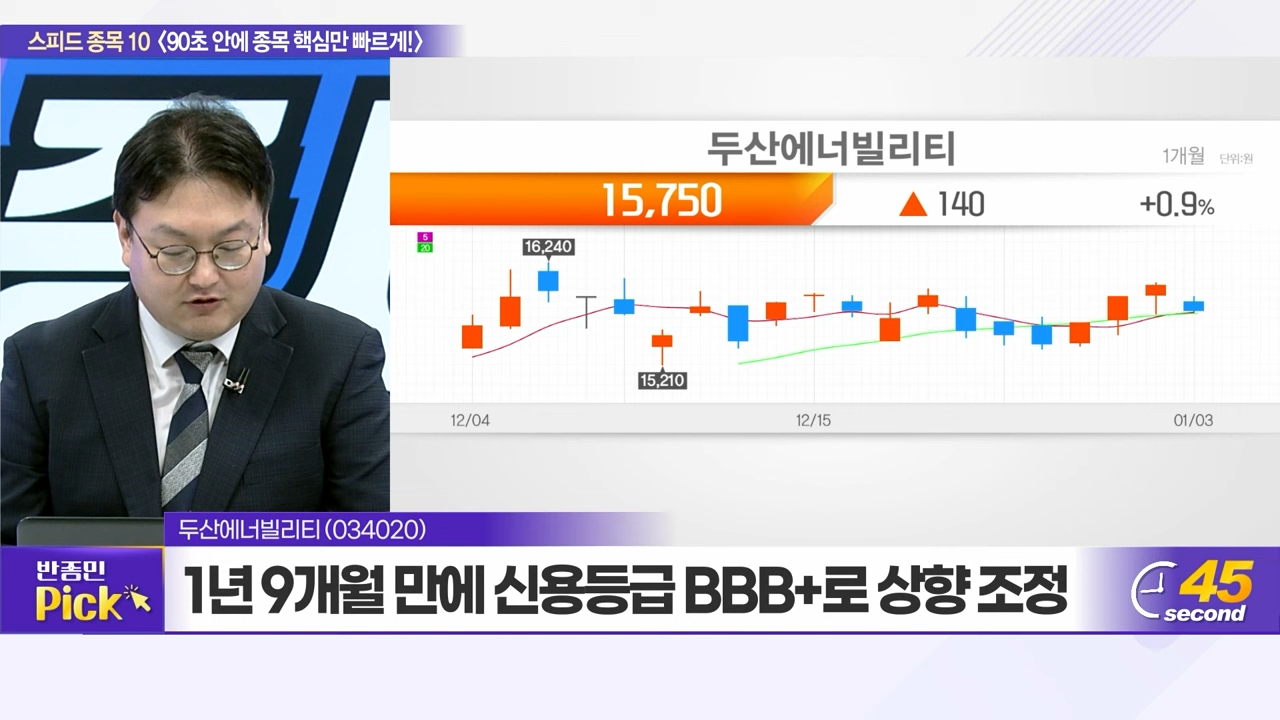 스피드 종목 10 〈90초 안에 종목 핵심만 빠르게!〉
두산에너빌리티
1개월 단위:원
15,750 ▲ 140 +0.9%
5
20
16,240
15,210
12/04 12/15 01/03
두산에너빌리티 (034020)
반종민
Pick
1년 9개월 만에 신용등급 BBB+로 상향 조정
45
second